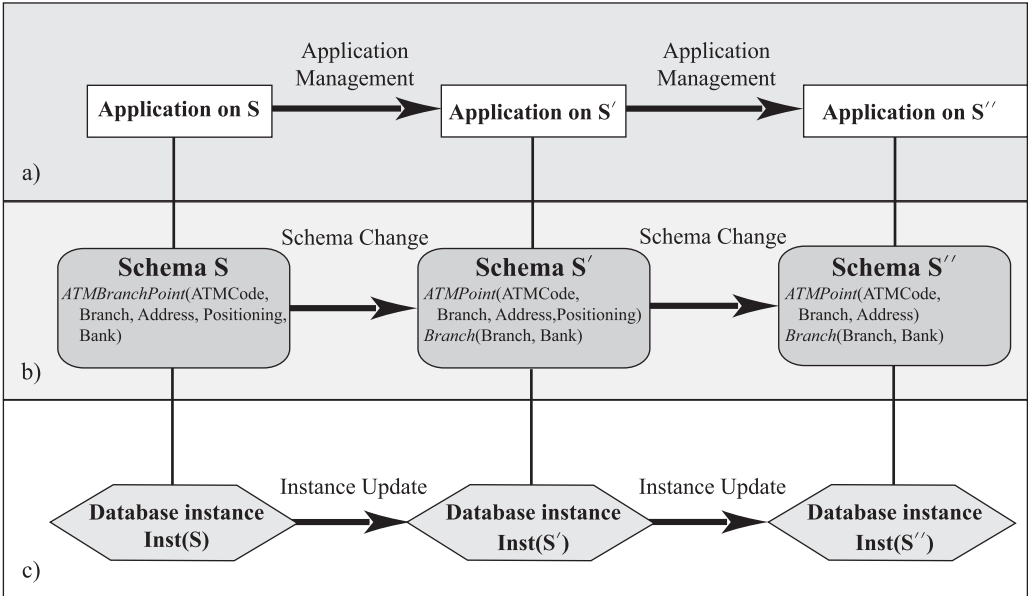 Application
Management
Application
Management
Application on S
Application on S′
Application on S′′
a)
Schema Change
Schema Change
Schema S
ATMBranchPoint(ATMCode,
Branch, Address, Positioning,
Bank)
Schema S′
ATMPoint(ATMCode,
Branch, Address,Positioning)
Branch(Branch, Bank)
Schema S′′
ATMPoint(ATMCode,
Branch, Address)
Branch(Branch, Bank)
b)
Instance Update
Instance Update
Database instance
Inst(S)
Database instance
Inst(S′)
Database instance
Inst(S′′)
c)